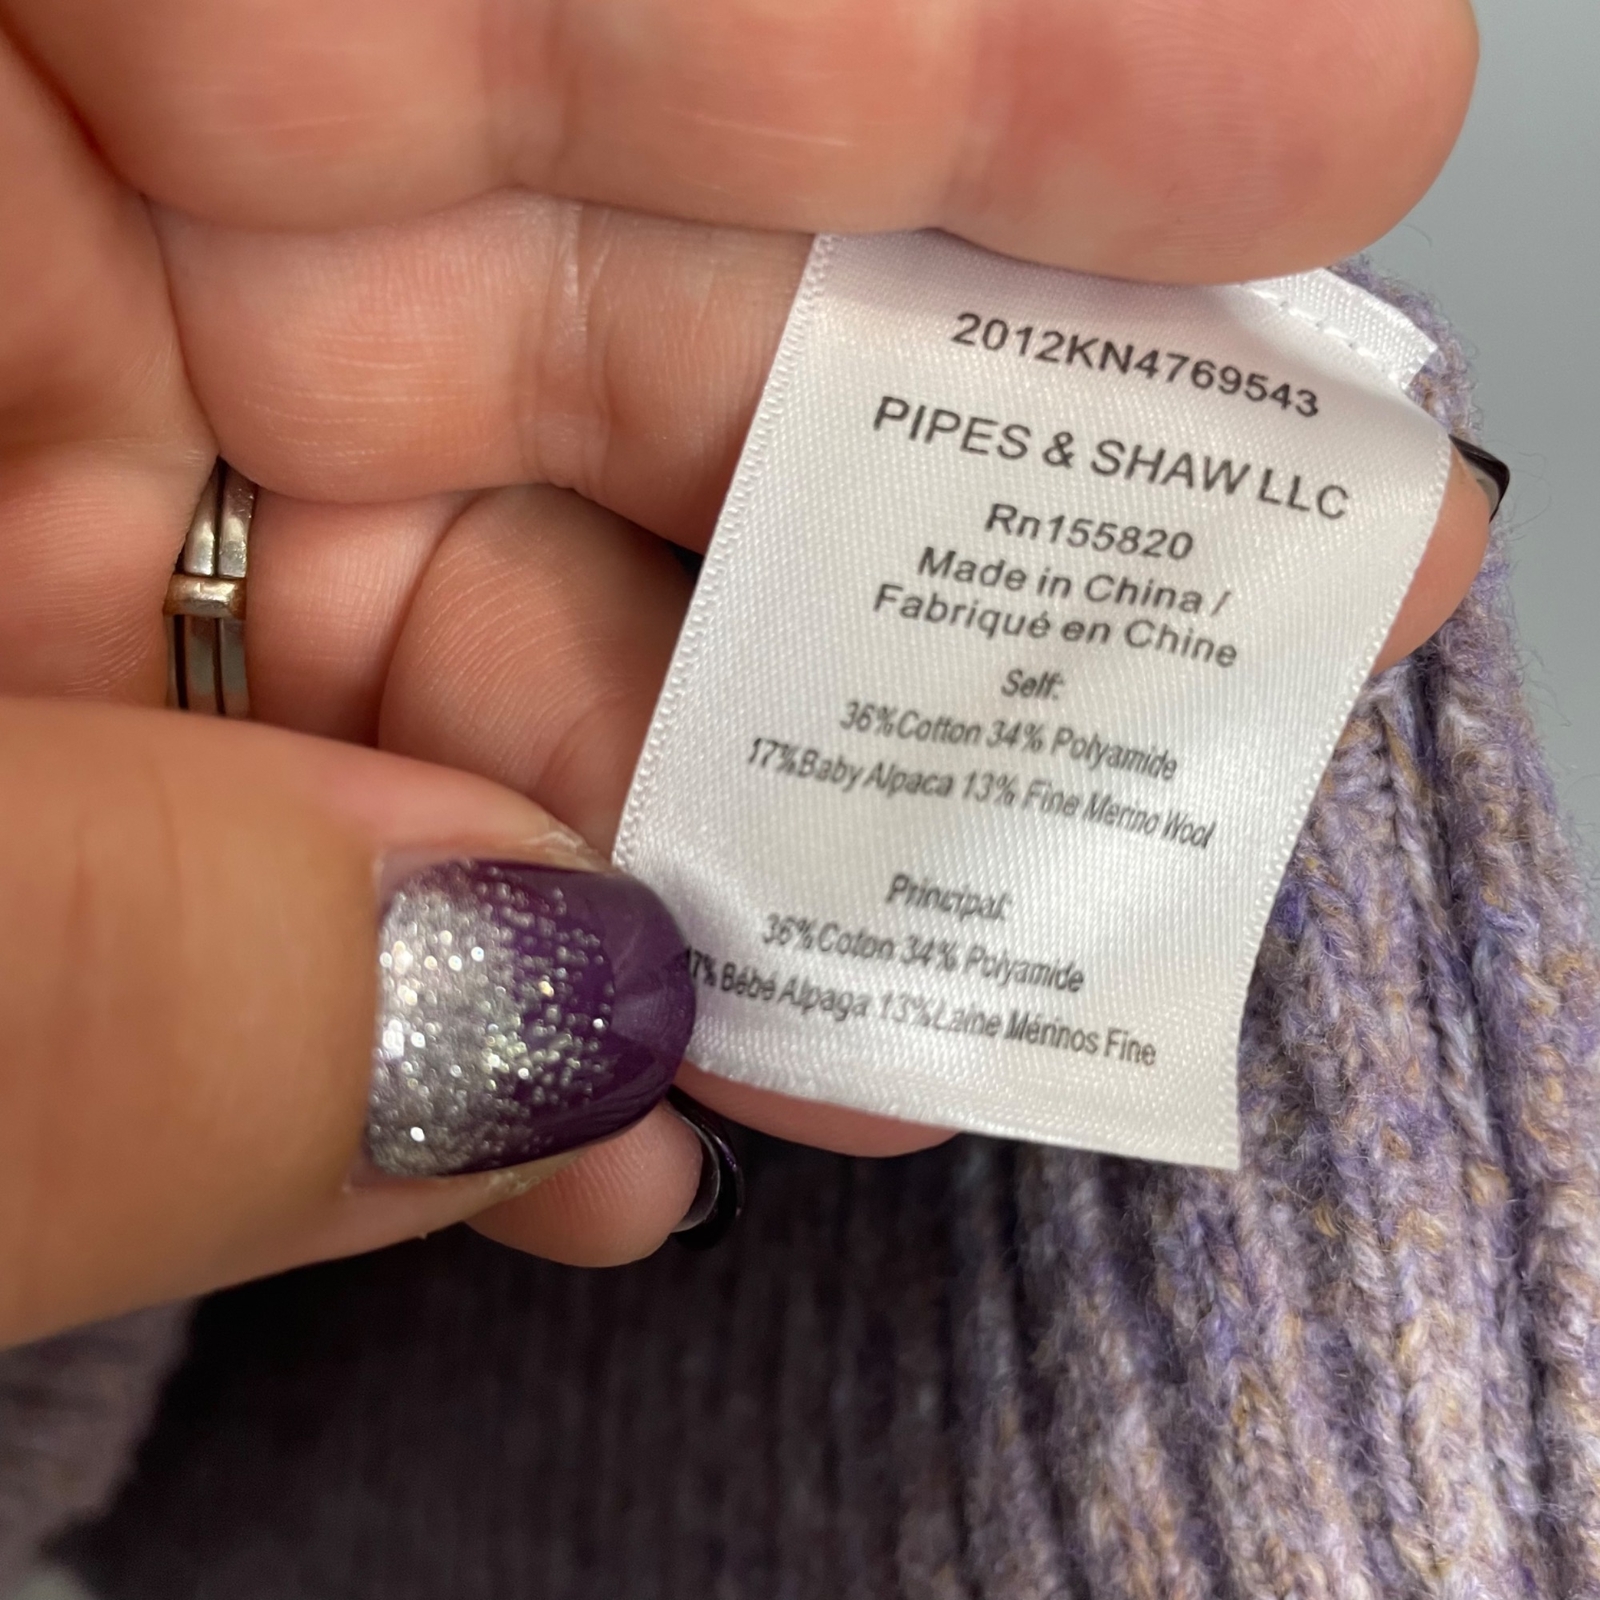 2012KN4769543
PIPES & SHAW LLC
Rn155820
Made in China /
Fabriqué en Chine
Self:
36%Cotton 34% Polyamide
17%Baby Alpaca 13% Fine Merino Wool
Principal:
36%Coton 34% Polyamide
17% Bébé Alpaga 13%Laine Mérinos Fine